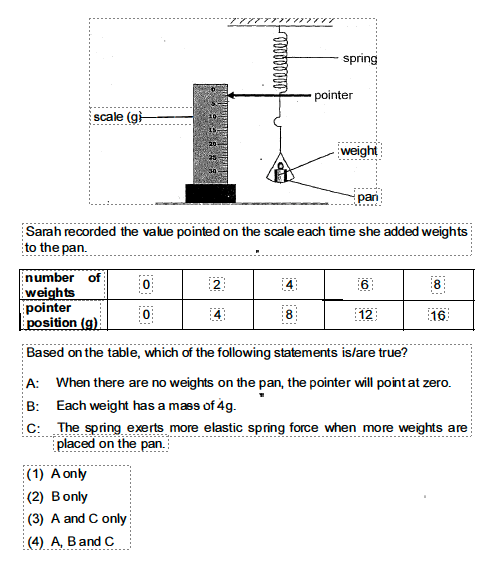 spring
pointer
scale (g)
0
5
10
15
20
25
30
weight
pan
Sarah recorded the value pointed on the scale each time she added weights
to the pan.
number of weights 0 2 4 6 8
pointer position (g) 0 4 8 12 16
Based on the table, which of the following statements is/are true?
A: When there are no weights on the pan, the pointer will point at zero.
B: Each weight has a mass of 4g.
C: The spring exerts more elastic spring force when more weights are
placed on the pan.
(1) A only
(2) B only
(3) A and C only
(4) A, B and C